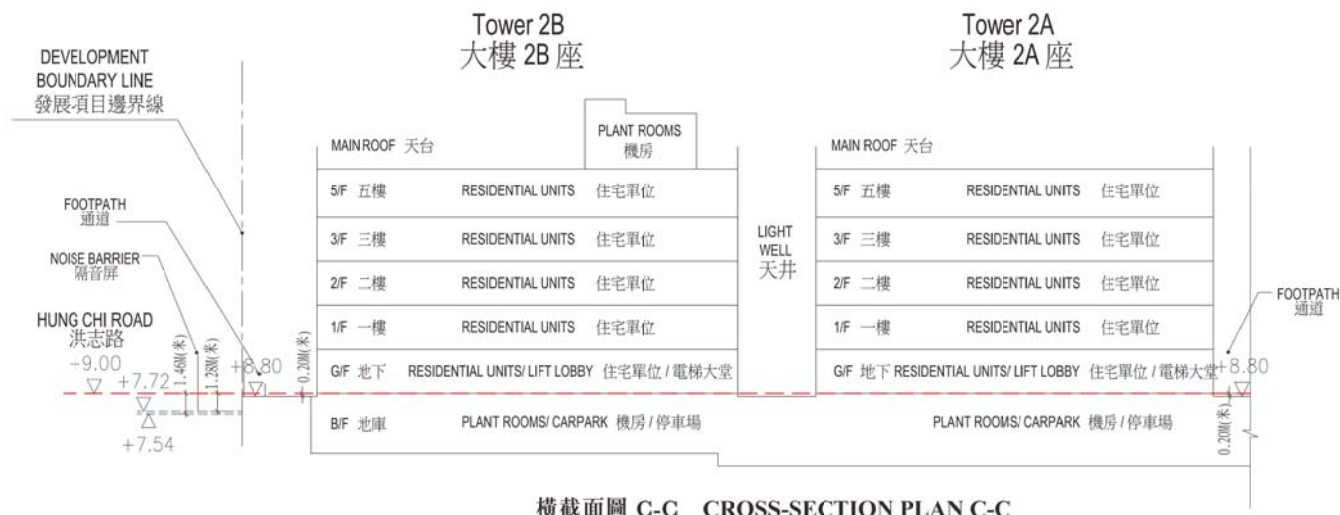 Tower 2B
大樓 2B 座
Tower 2A
大樓 2A 座
DEVELOPMENT
BOUNDARY LINE
發展項目邊界線
PLANT ROOMS
機房
MAIN ROOF 天台
MAIN ROOF 天台
5/F 五樓 RESIDENTIAL UNITS 住宅單位
5/F 五樓 RESIDENTIAL UNITS 住宅單位
FOOTPATH
通道
3/F 三樓 RESIDENTIAL UNITS 住宅單位
LIGHT
WELL
天井
3/F 三樓 RESIDENTIAL UNITS 住宅單位
NOISE BARRIER
隔音屏
2/F 二樓 RESIDENTIAL UNITS 住宅單位
2/F 二樓 RESIDENTIAL UNITS 住宅單位
FOOTPATH
通道
HUNG CHI ROAD
洪志路
1/F 一樓 RESIDENTIAL UNITS 住宅單位
1/F 一樓 RESIDENTIAL UNITS 住宅單位
+9.00
+7.72
+7.54
1.46M(米)
1.28M(米)
+8.80
0.20M(米)
G/F 地下 RESIDENTIAL UNITS/ LIFT LOBBY 住宅單位 / 電梯大堂
G/F 地下 RESIDENTIAL UNITS/ LIFT LOBBY 住宅單位 / 電梯大堂
+8.80
0.20M(米)
B/F 地庫 PLANT ROOMS/ CARPARK 機房 / 停車場
PLANT ROOMS/ CARPARK 機房 / 停車場
橫截面圖 C-C CROSS-SECTION PLAN C-C